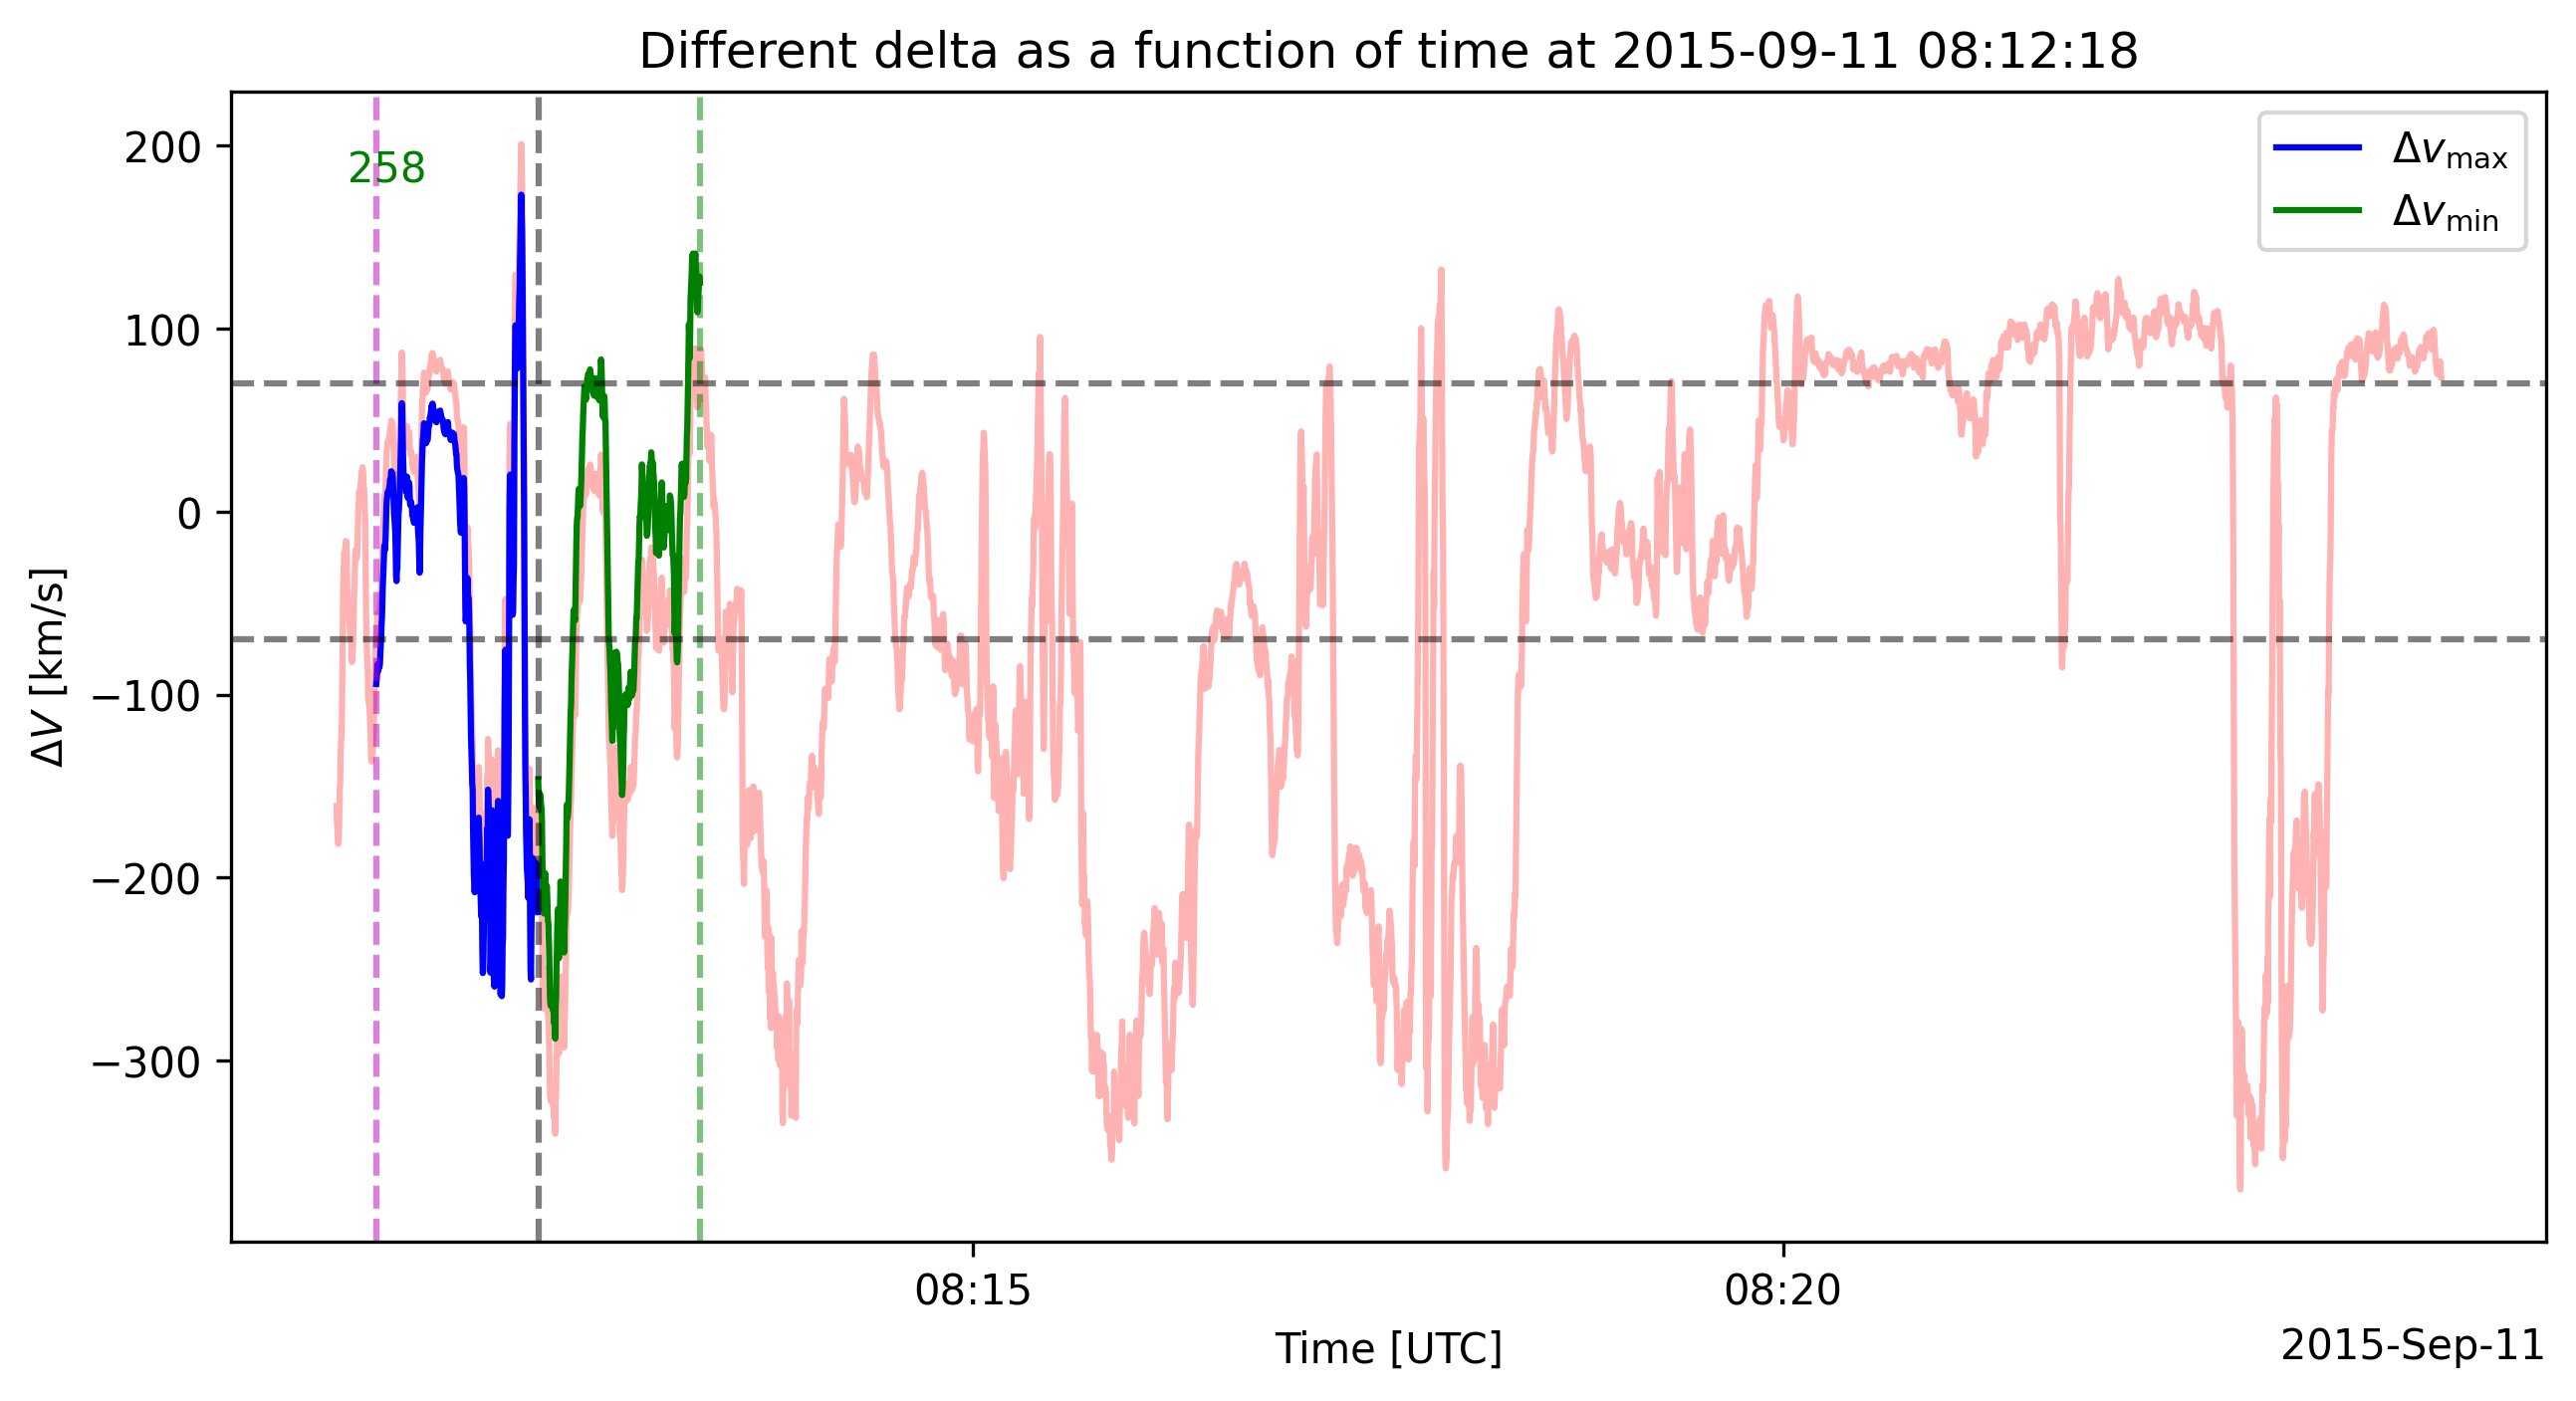 Different delta as a function of time at 2015-09-11 08:12:18
258
Δv_max
Δv_min
200
100
0
−100
−200
−300
ΔV [km/s]
08:15
08:20
Time [UTC]
2015-Sep-11